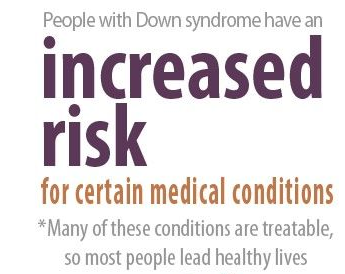 People with Down syndrome have an
increased
risk
for certain medical conditions
*Many of these conditions are treatable,
so most people lead healthy lives